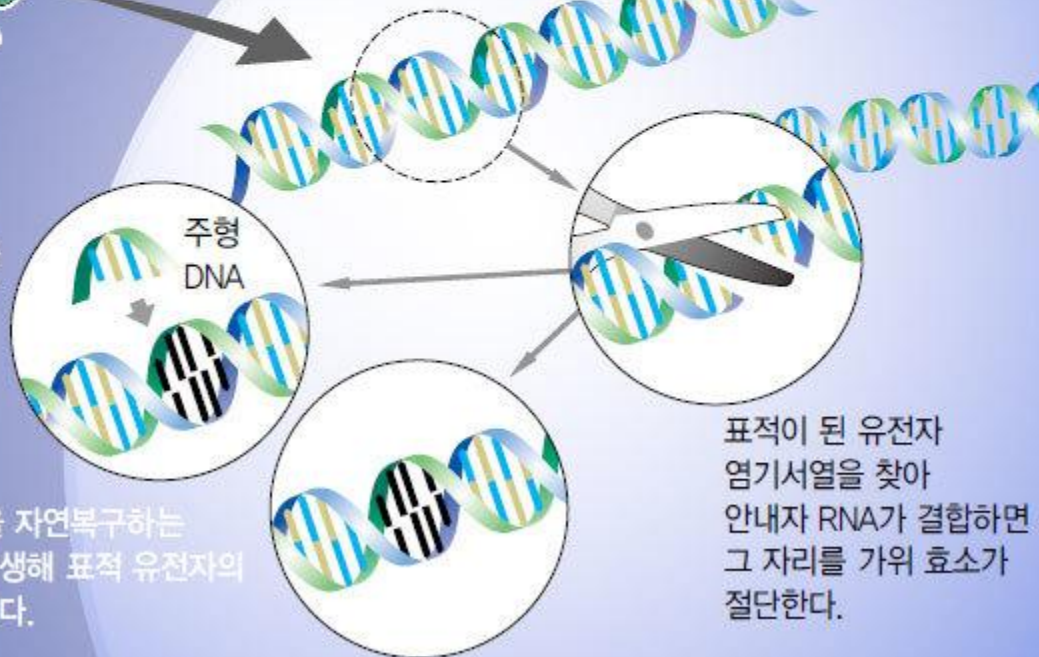 주형
DNA
표적이 된 유전자
염기서열을 찾아
안내자 RNA가 결합하면
그 자리를 가위 효소가
절단한다.
자연복구하는
생해 표적 유전자의
다.